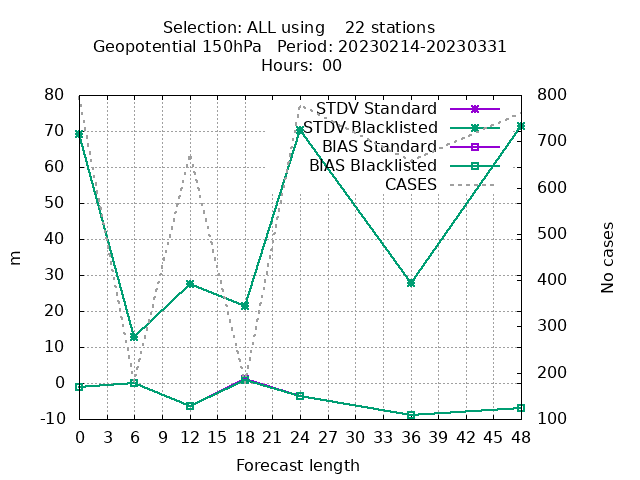 Selection: ALL using    22 stations
Geopotential 150hPa   Period: 20230214-20230331
Hours: 00
80 800
STDV Standard
70 STDV Blacklisted 700
BIAS Standard
60 BIAS Blacklisted 600
CASES
50 500
40 400
30 300
20 200
10 100
0
-10
m
No cases
0 3 6 9 12 15 18 21 24 27 30 33 36 39 42 45 48
Forecast length